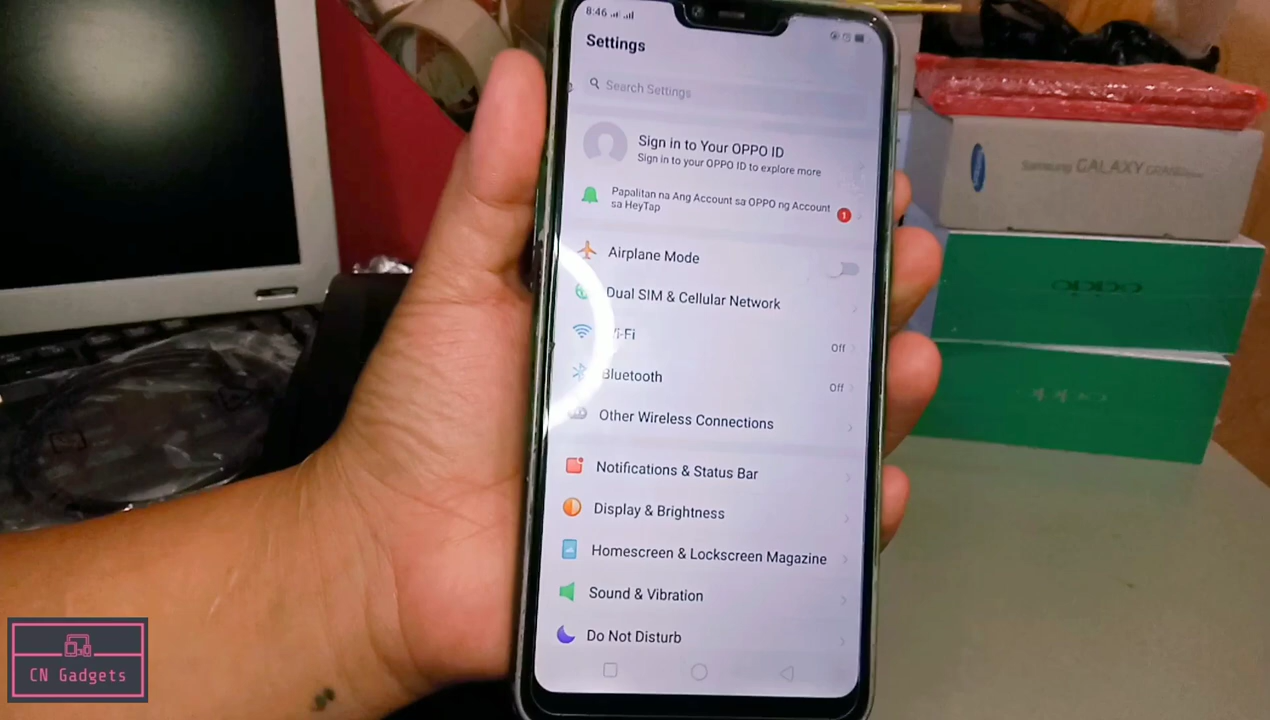 8:46
Settings
Search Settings
Sign in to Your OPPO ID
Sign in to your OPPO ID to explore more
Papalitan na Ang Account sa OPPO ng Account
sa HeyTap
1
Airplane Mode
Dual SIM & Cellular Network
i-Fi
Off
Bluetooth
Off
Other Wireless Connections
Notifications & Status Bar
Display & Brightness
Homescreen & Lockscreen Magazine
Sound & Vibration
Do Not Disturb
Samsung GALAXY GRAND
oppo
CN Gadgets